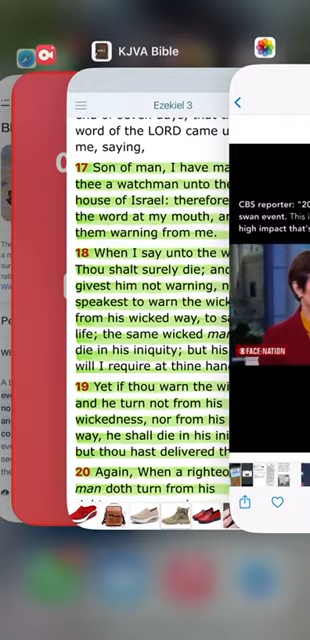 KJVA Bible
Ezekiel 3
word of the LORD came u
me, saying,
17 Son of man, I have ma
thee a watchman unto the
house of Israel: therefore
the word at my mouth, an
them warning from me.
18 When I say unto the w
Thou shalt surely die; and
givest him not warning, n
speakest to warn the wick
from his wicked way, to sa
life; the same wicked man
die in his iniquity; but his
will I require at thine han
19 Yet if thou warn the wi
and he turn not from his
wickedness, nor from his
way, he shall die in his ini
but thou hast delivered th
20 Again, When a righteo
man doth turn from his
CBS reporter: "20
swan event. This i
high impact that's
FACE THE NATION